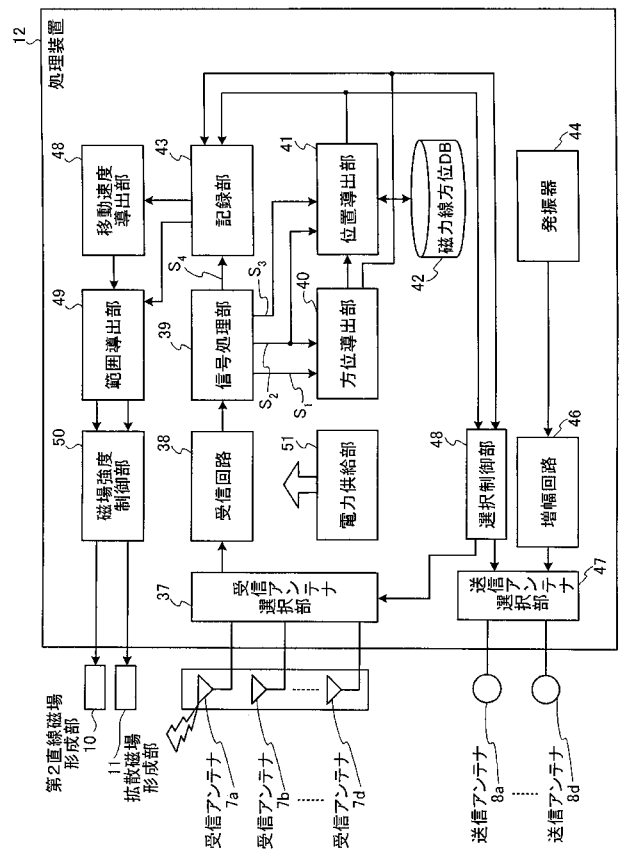 12
処理装置
48
移動速度
導出部
49
範囲導出部
50
磁場強度
制御部
43
記録部
S4
39
信号処理部
S3
S2
S1
38
受信回路
41
位置導出部
40
方位導出部
42
磁力線方位DB
51
電力供給部
44
発振器
46
増幅回路
48
選択制御部
37
受信アンテナ
選択部
47
送信アンテナ
選択部
第2直線磁場
形成部
10
11
拡散磁場
形成部
受信アンテナ
7a
受信アンテナ
7b
受信アンテナ
7d
送信アンテナ
8a
送信アンテナ
8d